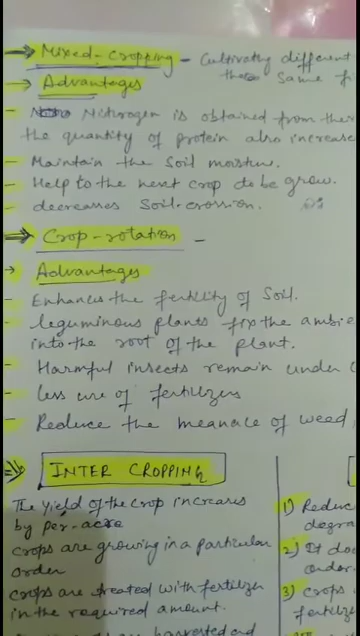 Mixed-cropping - Cultivating different
the same f
Advantages
- Nitrogen is obtained from thei
the quantity of protein also increase
- Maintain the Soil moisture.
- Help to the next crop to be grow.
- decreases Soil-erosion.
Crop-rotation -
Advantages
- Enhances the fertility of Soil.
- leguminous plants fix the ambie
into the root of the plant.
- Harmful insects remain under
- less use of fertilizers
- Reduce the meanace of weed
INTER CROPPING
The yield of the crop increases
by per-acre
crops are growing in a particular
order
crops are treated with fertilizer
in the required amount.
harvested and
1) Reduc
degra
2) It doe
order.
3) crops
fertiliz